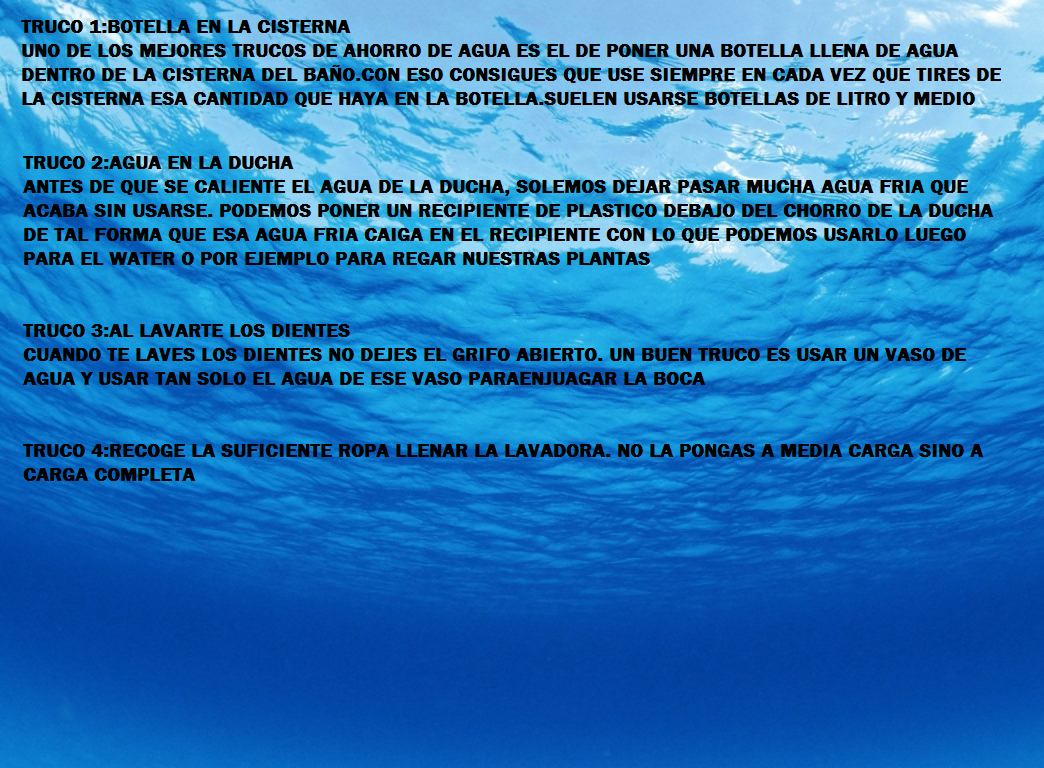 TRUCO 1:BOTELLA EN LA CISTERNA
UNO DE LOS MEJORES TRUCOS DE AHORRO DE AGUA ES EL DE PONER UNA BOTELLA LLENA DE AGUA
DENTRO DE LA CISTERNA DEL BAÑO.CON ESO CONSIGUES QUE USE SIEMPRE EN CADA VEZ QUE TIRES DE
LA CISTERNA ESA CANTIDAD QUE HAYA EN LA BOTELLA.SUELEN USARSE BOTELLAS DE LITRO Y MEDIO
TRUCO 2:AGUA EN LA DUCHA
ANTES DE QUE SE CALIENTE EL AGUA DE LA DUCHA, SOLEMOS DEJAR PASAR MUCHA AGUA FRIA QUE
ACABA SIN USARSE. PODEMOS PONER UN RECIPIENTE DE PLASTICO DEBAJO DEL CHORRO DE LA DUCHA
DE TAL FORMA QUE ESA AGUA FRIA CAIGA EN EL RECIPIENTE CON LO QUE PODEMOS USARLO LUEGO
PARA EL WATER O POR EJEMPLO PARA REGAR NUESTRAS PLANTAS
TRUCO 3:AL LAVARTE LOS DIENTES
CUANDO TE LAVES LOS DIENTES NO DEJES EL GRIFO ABIERTO. UN BUEN TRUCO ES USAR UN VASO DE
AGUA Y USAR TAN SOLO EL AGUA DE ESE VASO PARAENJUAGAR LA BOCA
TRUCO 4:RECOGE LA SUFICIENTE ROPA LLENAR LA LAVADORA. NO LA PONGAS A MEDIA CARGA SINO A
CARGA COMPLETA